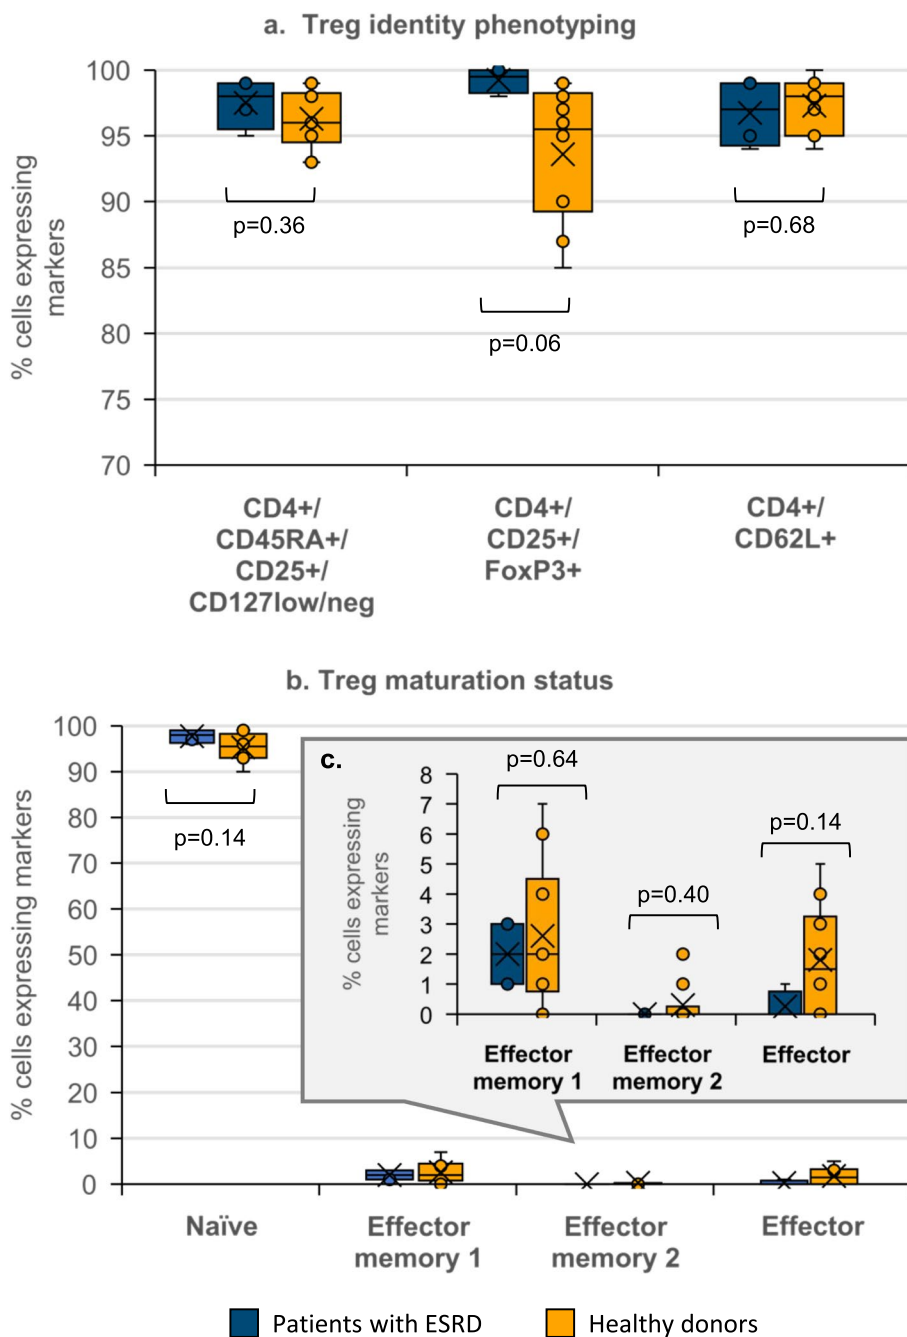 a. Treg identity phenotyping
% cells expressing
markers
100
95
90
85
80
75
70
p=0.36
p=0.06
p=0.68
CD4+/
CD45RA+/
CD25+/
CD127low/neg
CD4+/
CD25+/
FoxP3+
CD4+/
CD62L+
b. Treg maturation status
% cells expressing markers
100
90
80
70
60
50
40
30
20
10
0
p=0.14
c.
% cells expressing
markers
8
7
6
5
4
3
2
1
0
p=0.64
p=0.40
p=0.14
Effector
memory 1
Effector
memory 2
Effector
Naïve
Effector
memory 1
Effector
memory 2
Effector
Patients with ESRD
Healthy donors